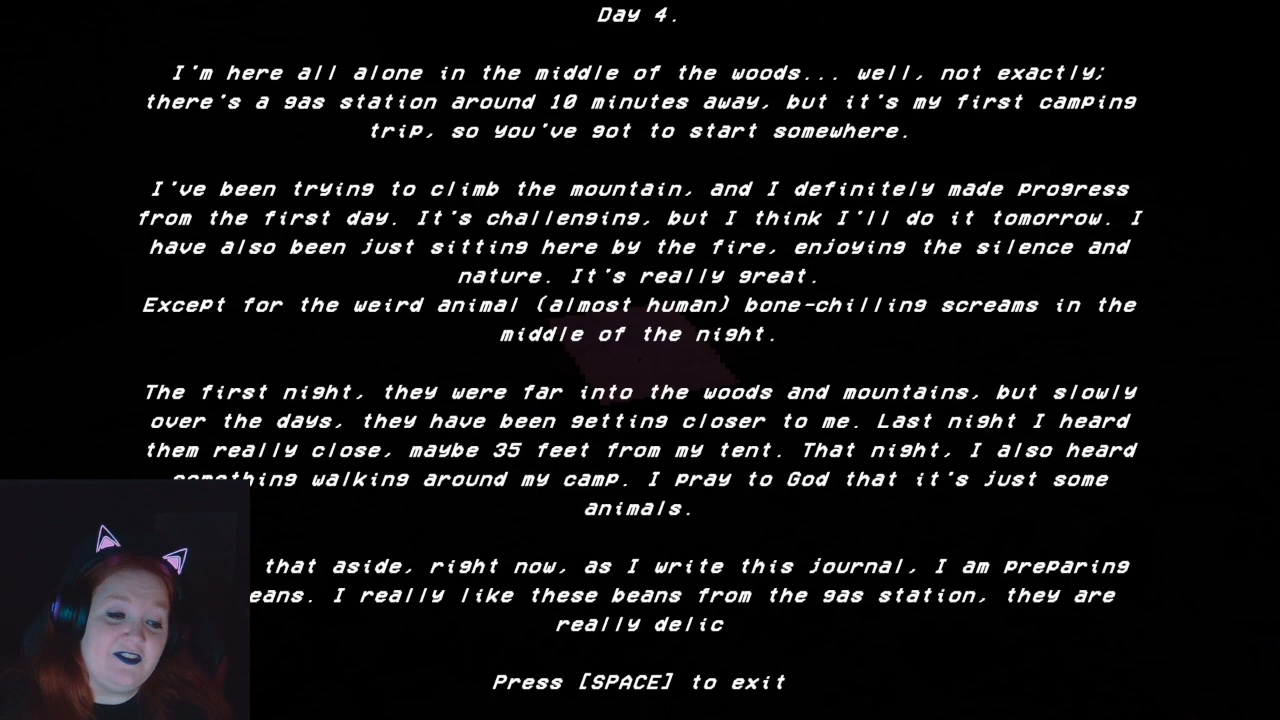 Day 4.
I'm here all alone in the middle of the woods... well, not exactly;
there's a gas station around 10 minutes away, but it's my first camping
trip, so you've got to start somewhere.
I've been trying to climb the mountain, and I definitely made progress
from the first day. It's challenging, but I think I'll do it tomorrow. I
have also been just sitting here by the fire, enjoying the silence and
nature. It's really great.
Except for the weird animal (almost human) bone-chilling screams in the
middle of the night.
The first night, they were far into the woods and mountains, but slowly
over the days, they have been getting closer to me. Last night I heard
them really close, maybe 35 feet from my tent. That night, I also heard
something walking around my camp. I pray to God that it's just some
animals.
that aside, right now, as I write this journal, I am preparing
eans. I really like these beans from the gas station, they are
really delic
Press [SPACE] to exit